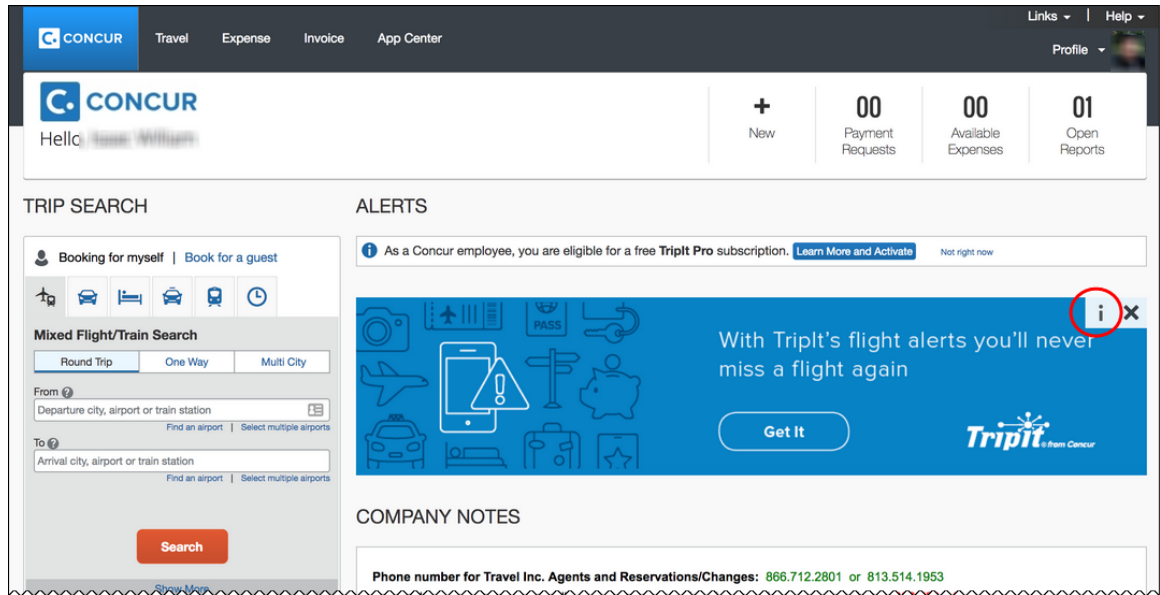 Links | Help
C. CONCUR Travel Expense Invoice App Center
Profile
C. CONCUR
Hello,
+ 00 00 01
New Payment Requests Available Expenses Open Reports
TRIP SEARCH
Booking for myself | Book for a guest
Mixed Flight/Train Search
Round Trip One Way Multi City
From ?
Departure city, airport or train station
Find an airport | Select multiple airports
To ?
Arrival city, airport or train station
Find an airport | Select multiple airports
Search
Show More
ALERTS
i As a Concur employee, you are eligible for a free TripIt Pro subscription. Learn More and Activate Not right now
PASS
i ×
With TripIt's flight alerts you'll never
miss a flight again
Get It
TripIt® from Concur
COMPANY NOTES
Phone number for Travel Inc. Agents and Reservations/Changes: 866.712.2801 or 813.514.1953